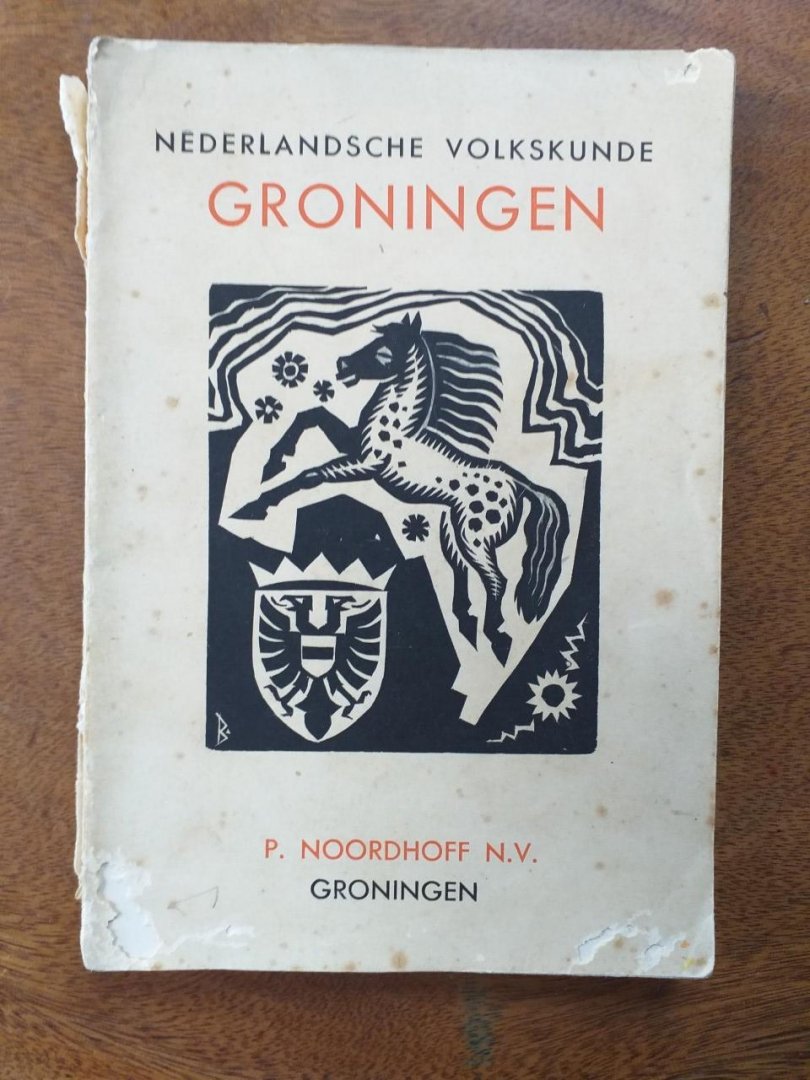 NEDERLANDSCHE VOLKSKUNDE
GRONINGEN
P. NOORDHOFF N.V.
GRONINGEN